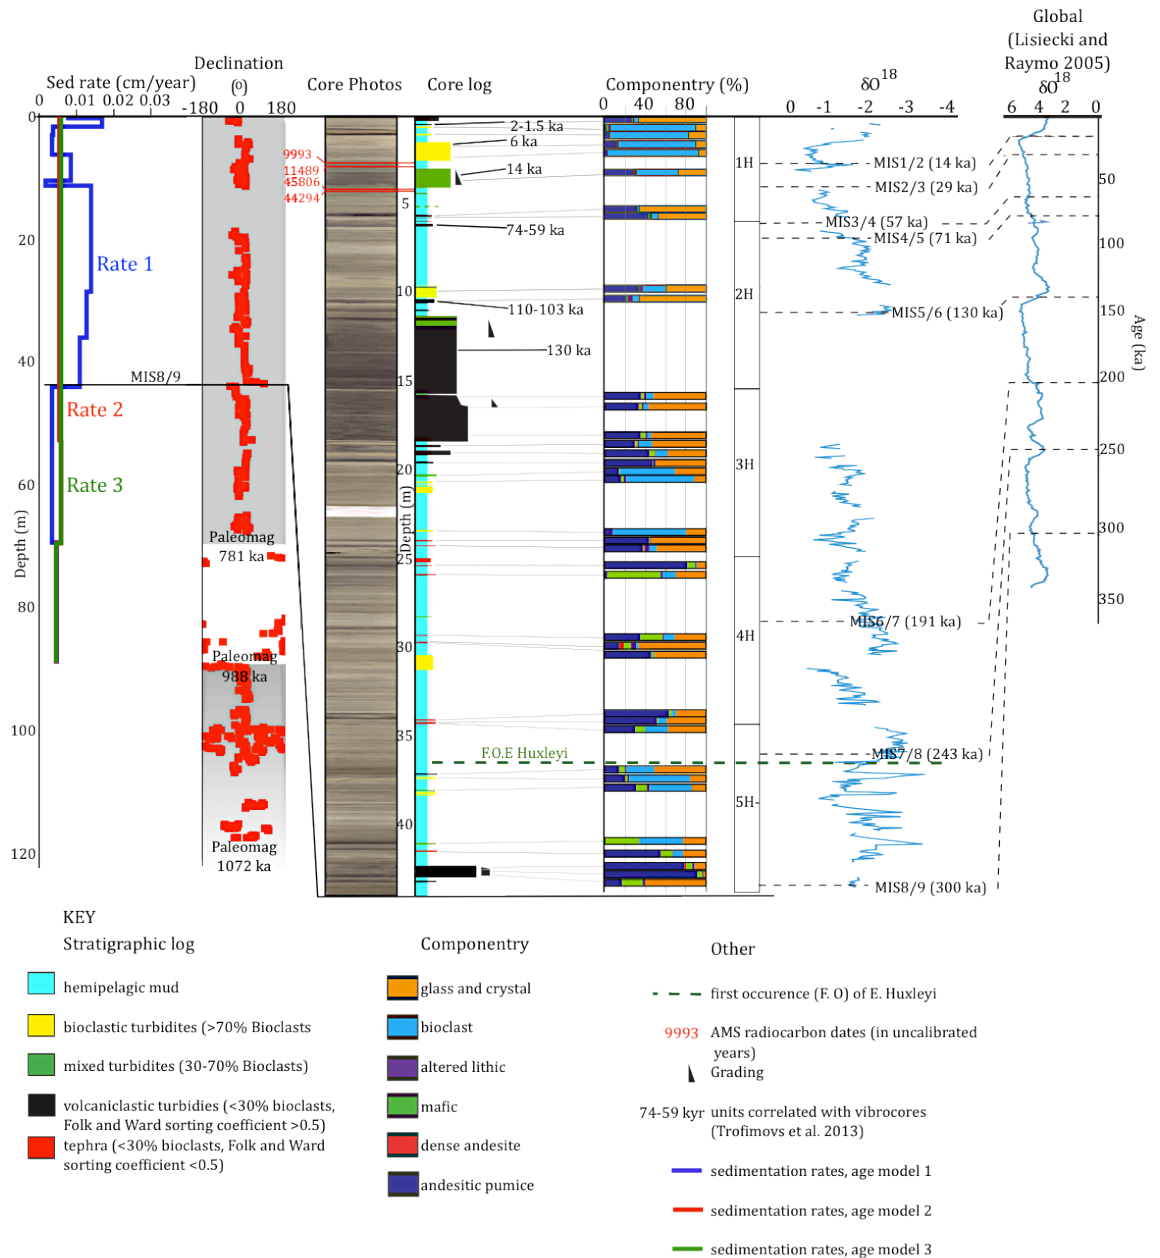 Global
(Lisiecki and
Raymo 2005)
δO18
Sed rate (cm/year)
0 0.01 0.02 0.03
Declination
(o)
-180 0 180
Core Photos
Core log
Componentry (%)
0 40 80
δO18
0 -1 -2 -3 -4
6 4 2 0
0
20
40
60
80
100
120
Depth (m)
Rate 1
Rate 2
Rate 3
MIS8/9
Paleomag
781 ka
Paleomag
988 ka
Paleomag
1072 ka
9993
11489
45806
44294
5
10
15
20
25
30
35
40
Depth (m)
2-1.5 ka
6 ka
14 ka
74-59 ka
110-103 ka
130 ka
F.O.E Huxleyi
1H
2H
3H
4H
5H
MIS1/2 (14 ka)
MIS2/3 (29 ka)
MIS3/4 (57 ka)
MIS4/5 (71 ka)
MIS5/6 (130 ka)
MIS6/7 (191 ka)
MIS7/8 (243 ka)
MIS8/9 (300 ka)
50
100
150
200
250
300
350
Age (ka)
KEY
Stratigraphic log
hemipelagic mud
bioclastic turbidites (>70% Bioclasts
mixed turbidites (30-70% Bioclasts)
volcaniclastic turbidies (<30% bioclasts,
Folk and Ward sorting coefficient >0.5)
tephra (<30% bioclasts, Folk and Ward
sorting coefficient <0.5)
Componentry
glass and crystal
bioclast
altered lithic
mafic
dense andesite
andesitic pumice
Other
first occurence (F. O) of E. Huxleyi
9993 AMS radiocarbon dates (in uncalibrated
years)
Grading
74-59 kyr units correlated with vibrocores
(Trofimovs et al. 2013)
sedimentation rates, age model 1
sedimentation rates, age model 2
sedimentation rates, age model 3